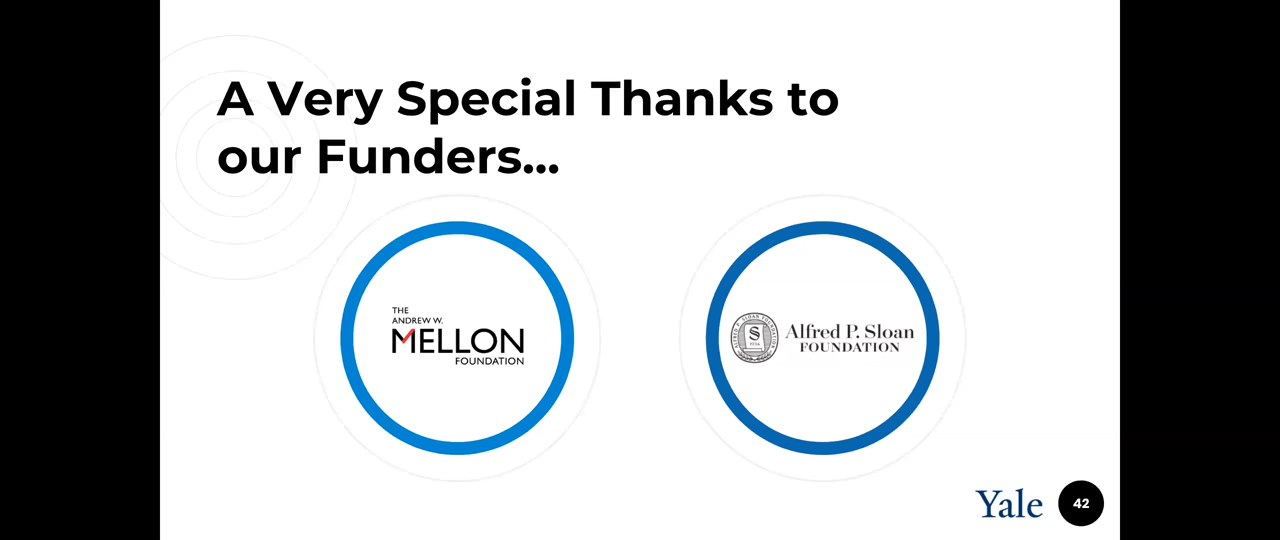 A Very Special Thanks to
our Funders...
THE
ANDREW W.
MELLON
FOUNDATION
Alfred P. Sloan
FOUNDATION
Yale
42